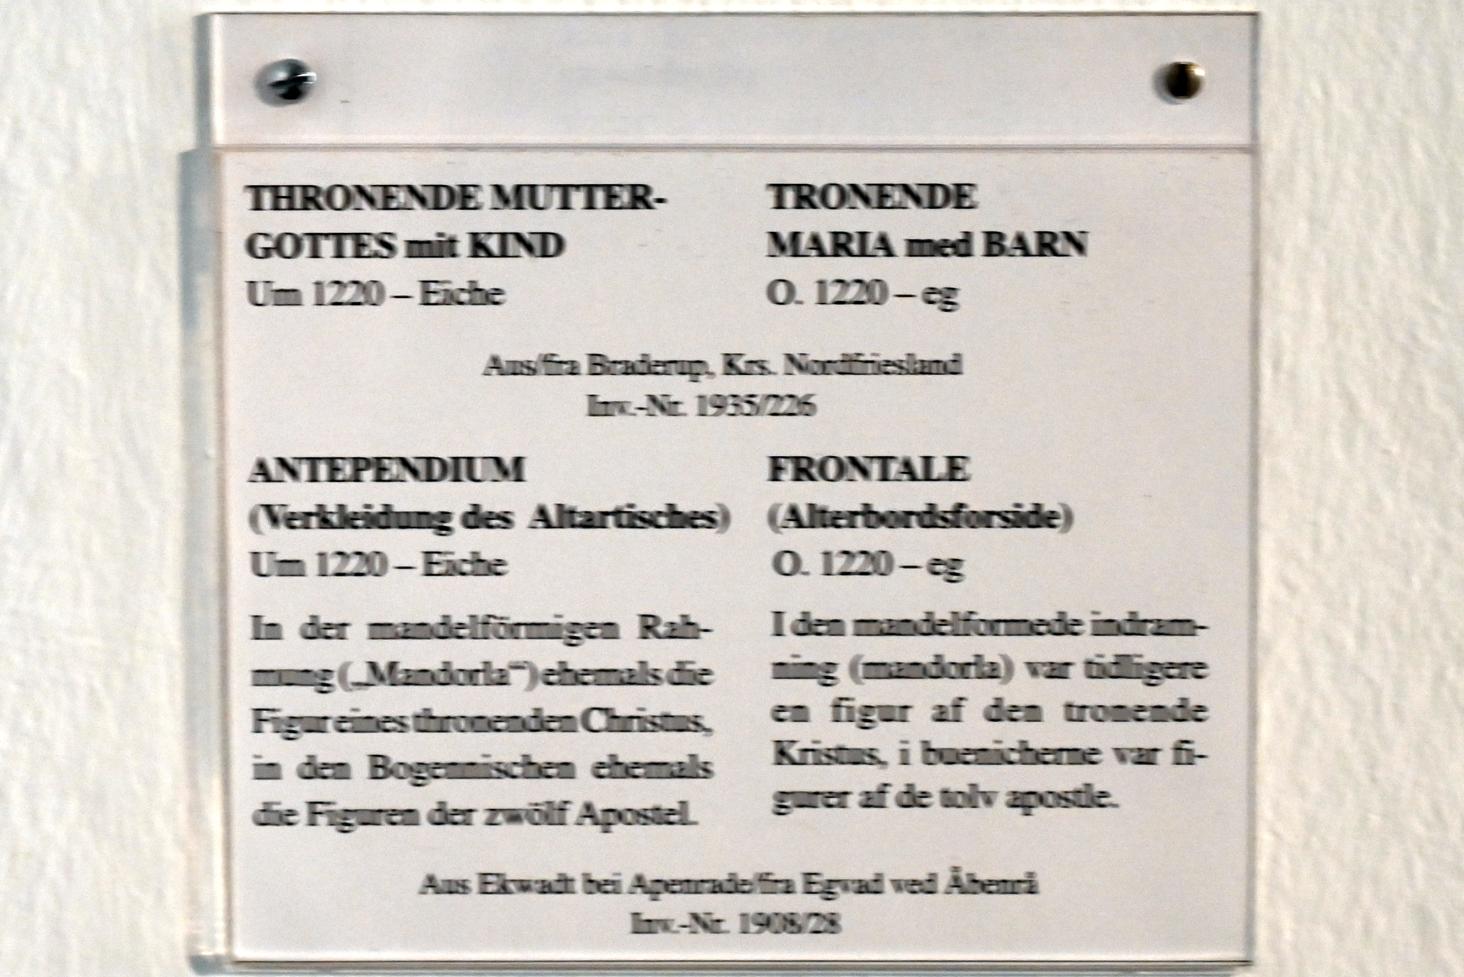 THRONENDE MUTTER-
GOTTES mit KIND
Um 1220 – Eiche
TRONENDE
MARIA med BARN
O. 1220 – eg
Aus/fra Braderup, Krs. Nordfriesland
Inv.-Nr. 1935/226
ANTEPENDIUM
(Verkleidung des Altartisches)
Um 1220 – Eiche
In der mandelförmigen Rah-
mung („Mandorla“) ehemals die
Figur eines thronenden Christus,
in den Bogennischen ehemals
die Figuren der zwölf Apostel.
FRONTALE
(Alterbordsforside)
O. 1220 – eg
I den mandelformede indram-
ning (mandorla) var tidligere
en figur af den tronende
Kristus, i buenicherne var fi-
gurer af de tolv apostle.
Aus Ekwadt bei Apenrade/fra Egvad ved Åbenrå
Inv.-Nr. 1908/28